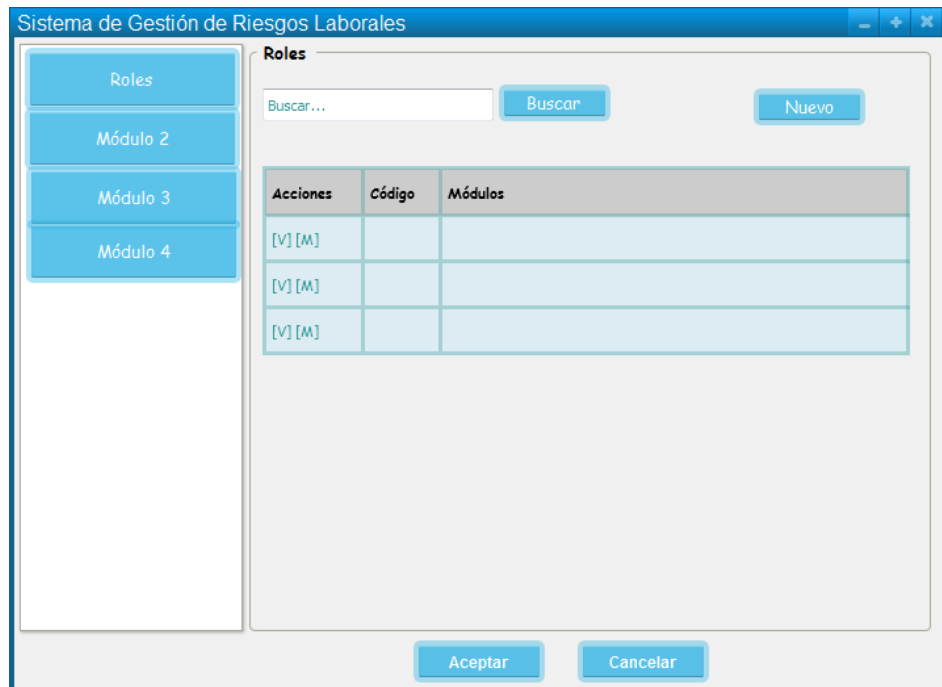 Sistema de Gestión de Riesgos Laborales
Roles
Módulo 2
Módulo 3
Módulo 4
Roles
Buscar... Buscar Nuevo
Acciones Código Módulos
[V] [M]
[V] [M]
[V] [M]
Aceptar Cancelar